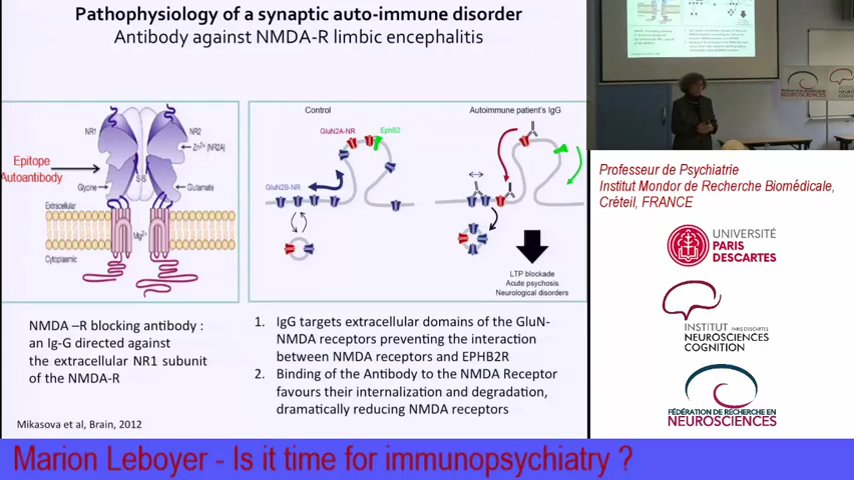 Pathophysiology of a synaptic auto-immune disorder
Antibody against NMDA-R limbic encephalitis
NR1
NR2
Zn²⁺ (NR2A)
Epitope
Autoantibody
S-S
Glycine
Glutamate
Extracellular
Mg²⁺
Cytoplasmic
Control
Autoimmune patient's IgG
GluN2A-NR
EphB2
GluN2B-NR
LTP blockade
Acute psychosis
Neurological disorders
NMDA –R blocking antibody :
an Ig-G directed against
the extracellular NR1 subunit
of the NMDA-R
1. IgG targets extracellular domains of the GluN-
NMDA receptors preventing the interaction
between NMDA receptors and EPHB2R
2. Binding of the Antibody to the NMDA Receptor
favours their internalization and degradation,
dramatically reducing NMDA receptors
Mikasova et al, Brain, 2012
NEUROSCIENCES
Professeur de Psychiatrie
Institut Mondor de Recherche Biomédicale,
Créteil, FRANCE
UNIVERSITÉ
PARIS
DESCARTES
INSTITUT PARIS DESCARTES
NEUROSCIENCES
COGNITION
FÉDÉRATION DE RECHERCHE EN
NEUROSCIENCES
Marion Leboyer - Is it time for immunopsychiatry ?